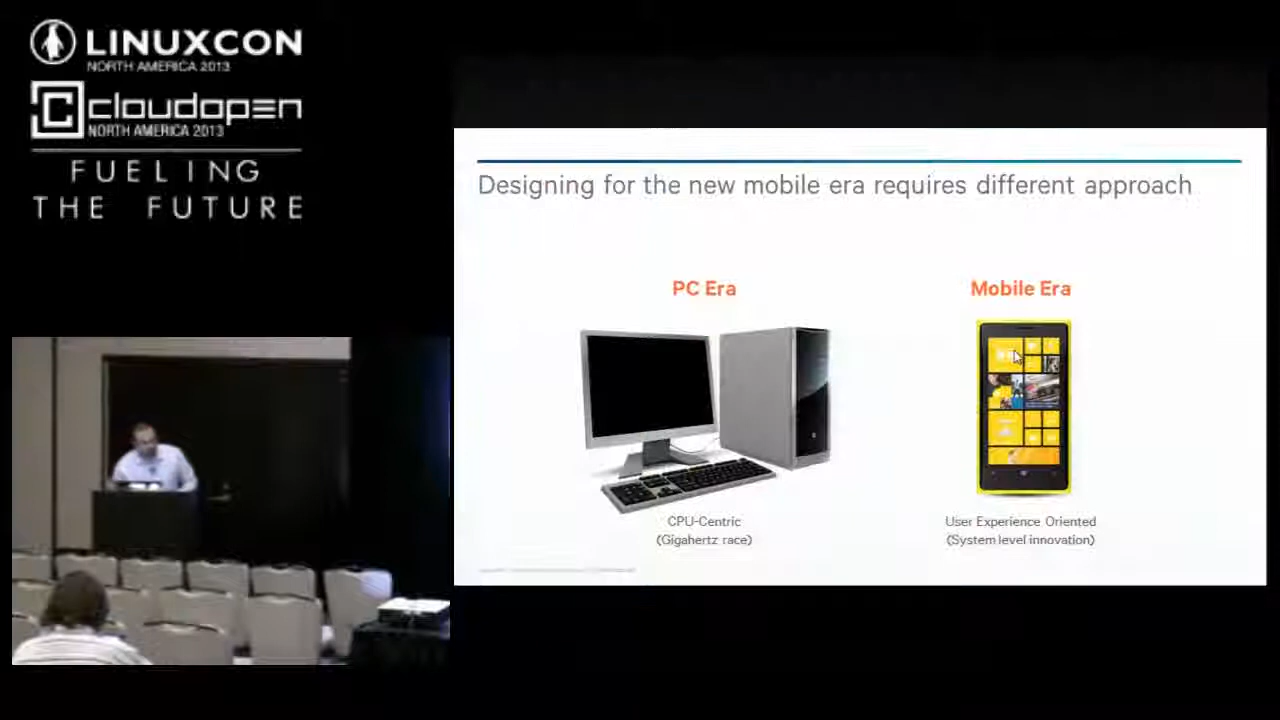 LINUXCON
NORTH AMERICA 2013
cloudopen
NORTH AMERICA 2013
FUELING
THE FUTURE
Designing for the new mobile era requires different approach
PC Era
Mobile Era
CPU-Centric
(Gigahertz race)
User Experience Oriented
(System level innovation)